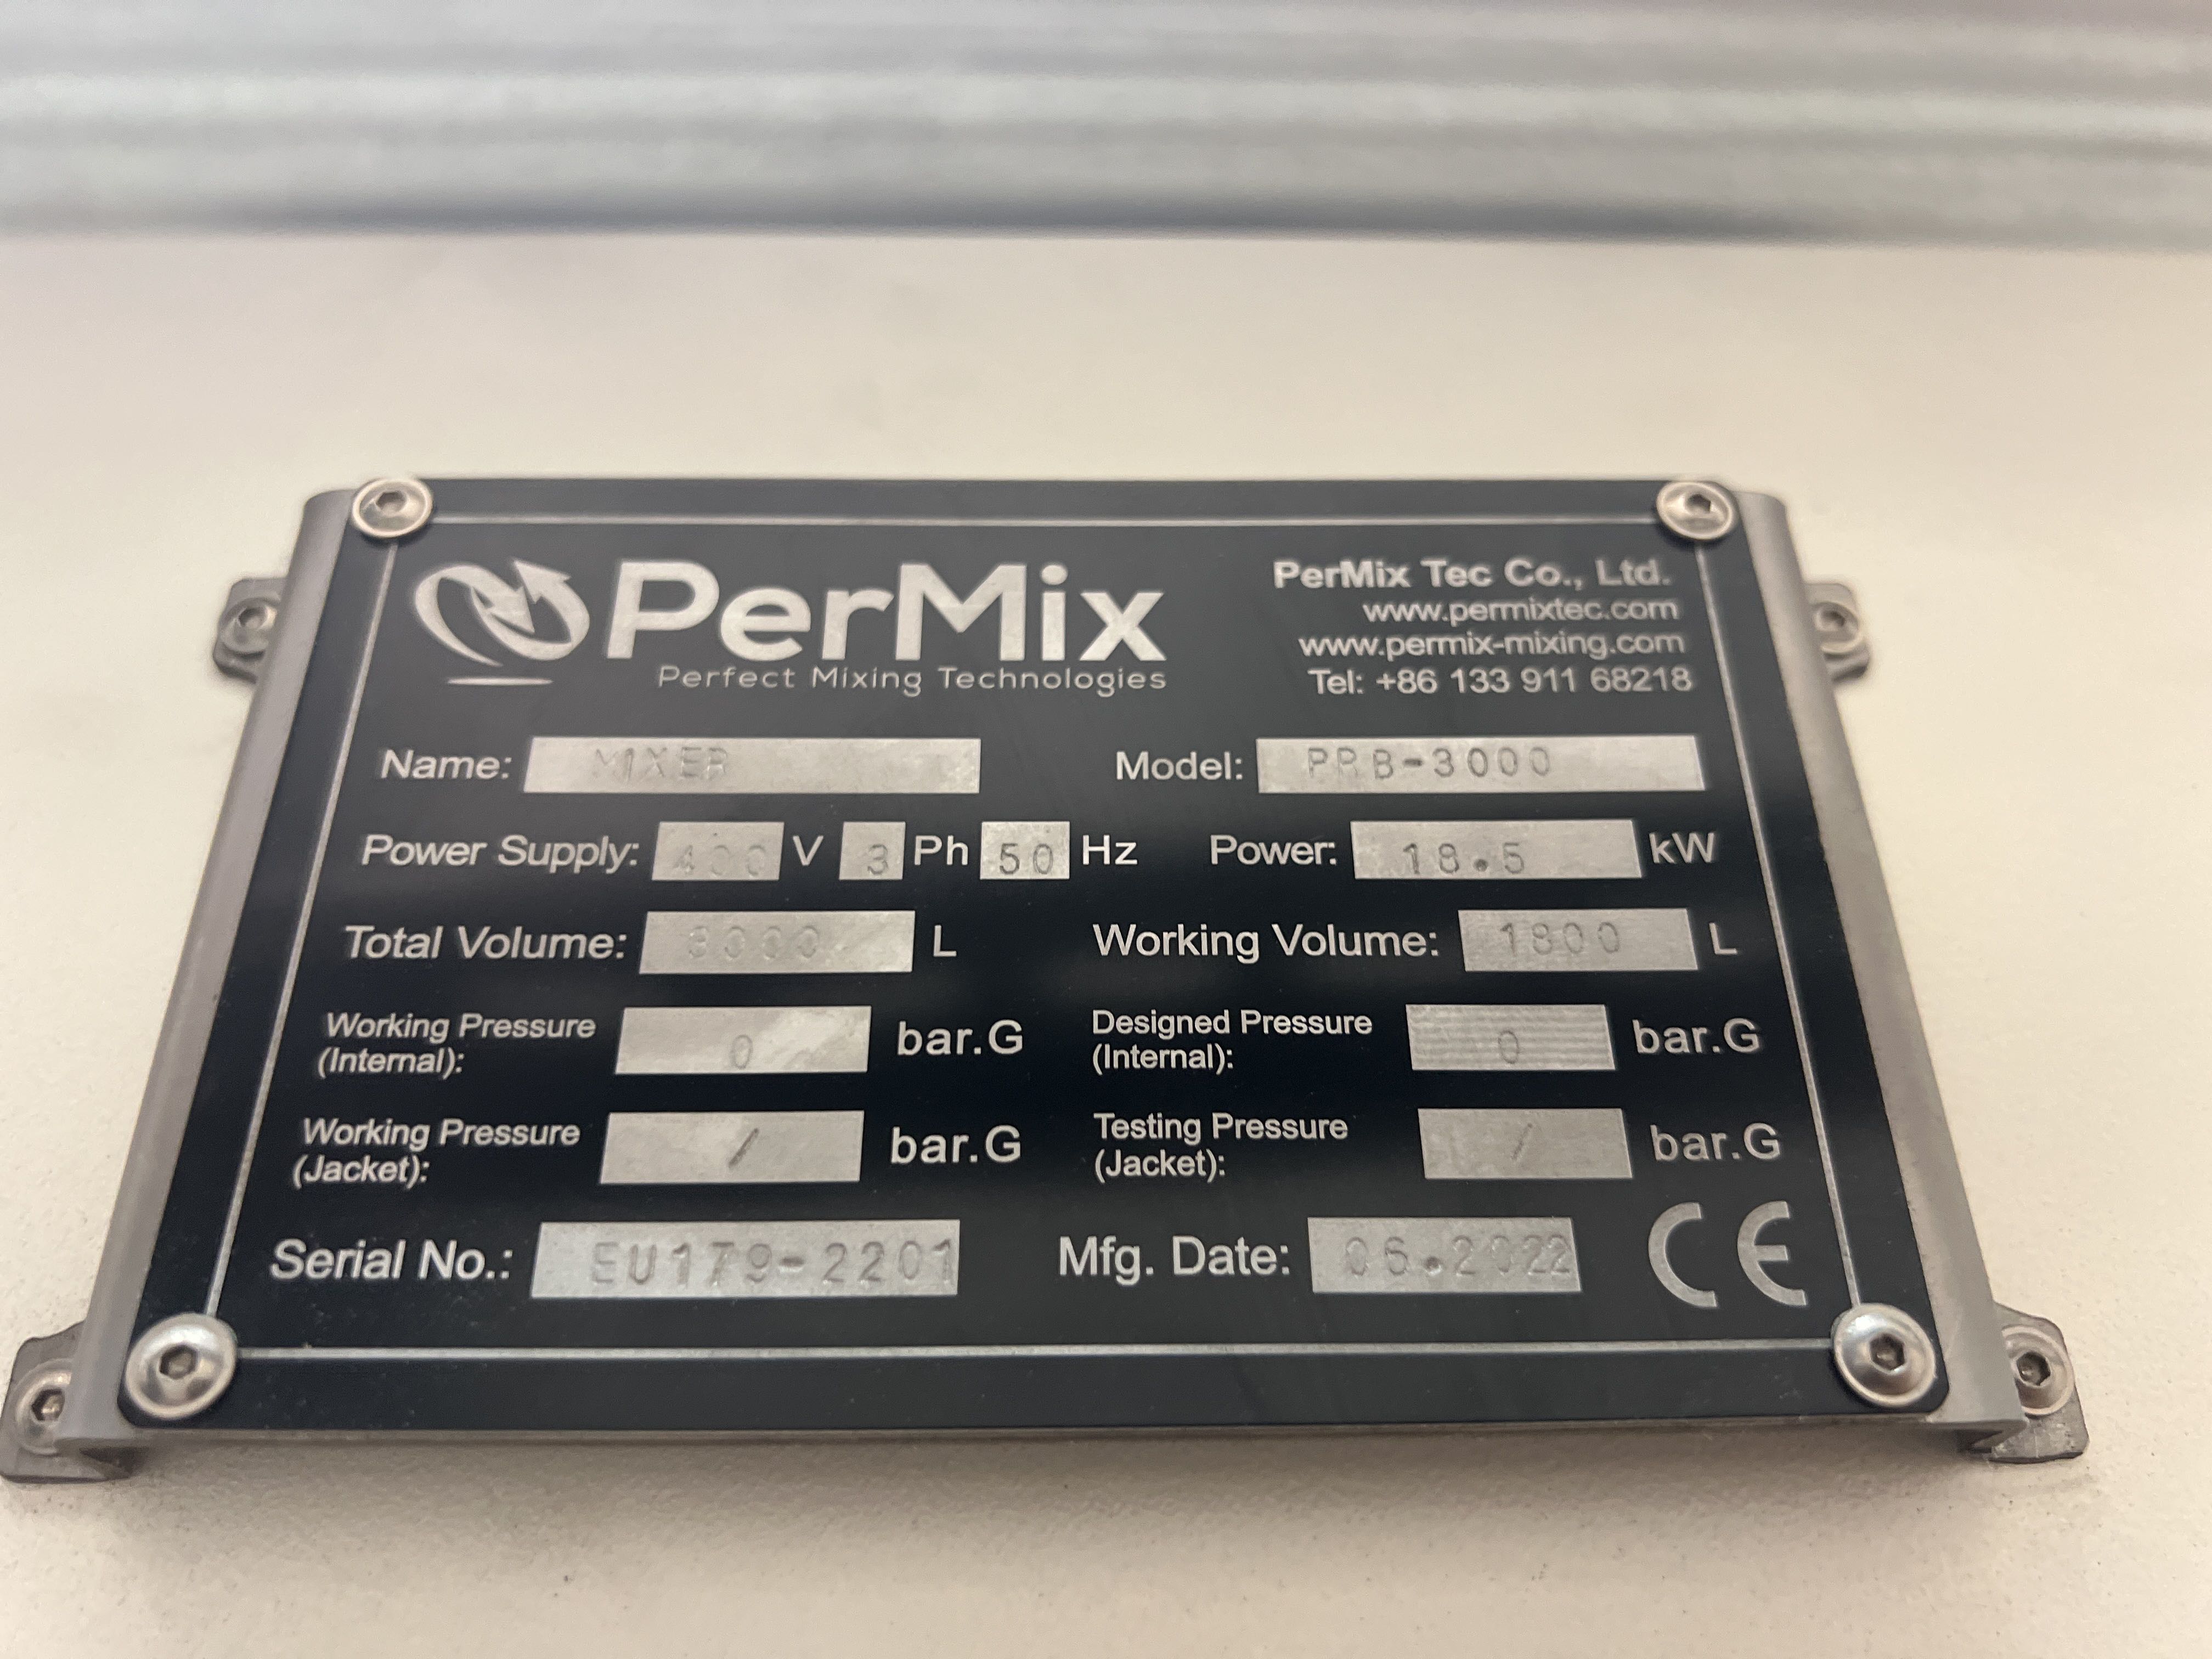 PerMix
Perfect Mixing Technologies
PerMix Tec Co., Ltd.
www.permixtec.com
www.permix-mixing.com
Tel: +86 133 911 68218
Name: MIXER Model: PRB-3000
Power Supply: 400 V 3 Ph 50 Hz Power: 18.5 kW
Total Volume: 3000 L Working Volume: 1800 L
Working Pressure (Internal): 0 bar.G Designed Pressure (Internal): 0 bar.G
Working Pressure (Jacket): / bar.G Testing Pressure (Jacket): / bar.G
Serial No.: EU179-2201 Mfg. Date: 06.2022 CE